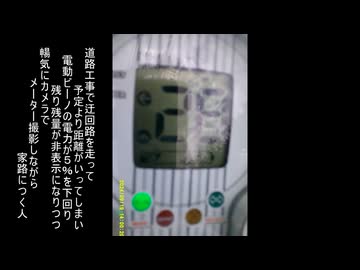 道路工事で迂回路を走って
予定より距離がいってしまい
電動ビーノの電力が5%を下回り
残り残量が非表示になりつつ
暢気にカメラで
メーター撮影しながら
家路につく人
28